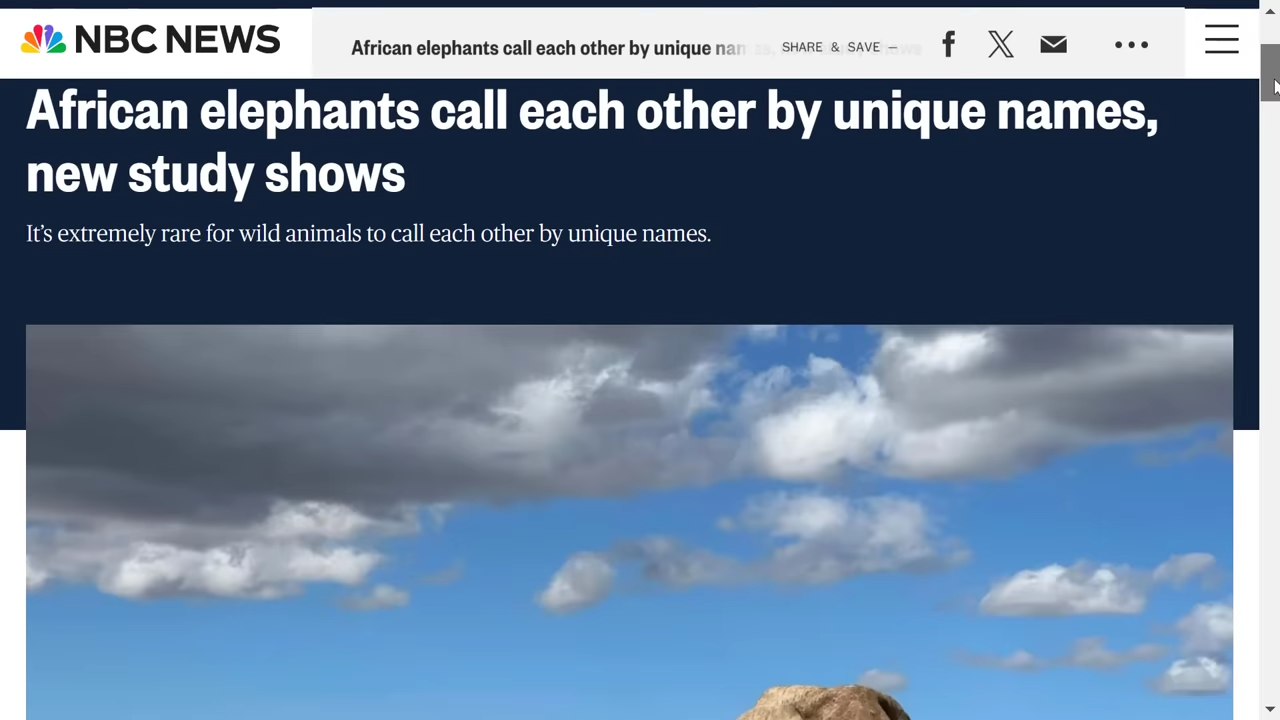 NBC NEWS
African elephants call each other by unique
SHARE & SAVE —
African elephants call each other by unique names,
new study shows
It’s extremely rare for wild animals to call each other by unique names.